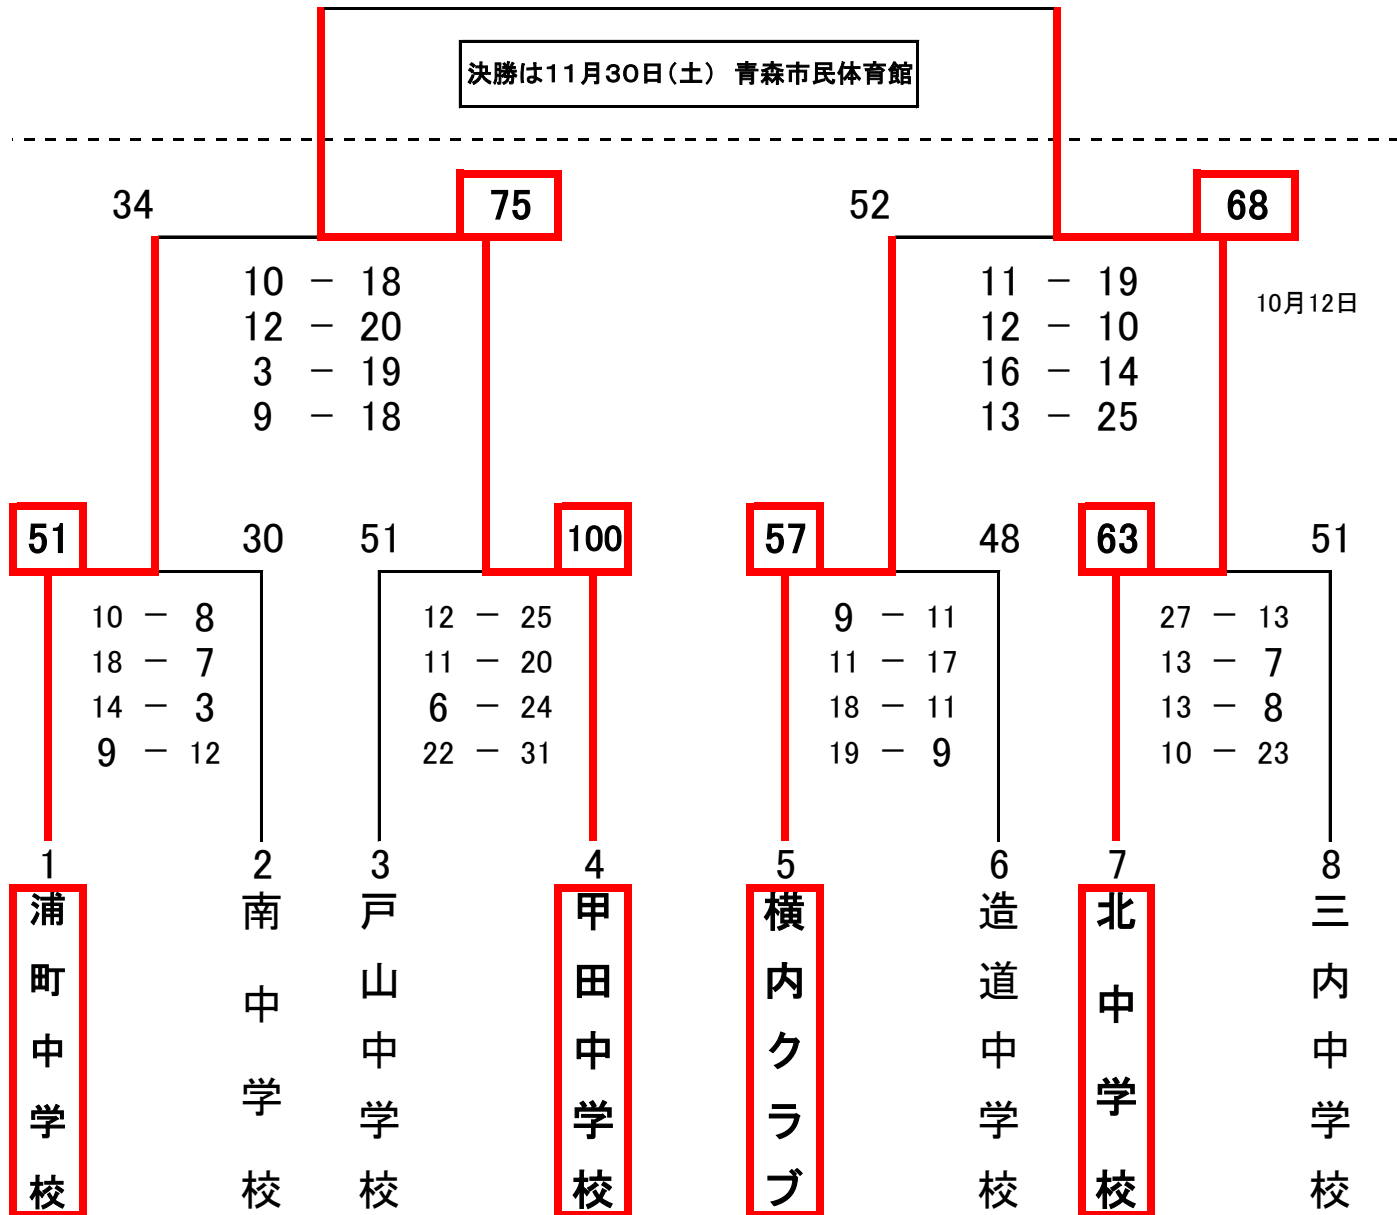 決勝は11月30日(土) 青森市民体育館
34 75 52 68
10 － 18 11 － 19
10月12日
12 － 20 12 － 10
3 － 19 16 － 14
9 － 18 13 － 25
51 30 51 100 57 48 63 51
10 － 8 12 － 25 9 － 11 27 － 13
18 － 7 11 － 20 11 － 17 13 － 7
14 － 3 6 － 24 18 － 11 13 － 8
9 － 12 22 － 31 19 － 9 10 － 23
1 2 3 4 5 6 7 8
浦町中学校
南中学校
戸山中学校
甲田中学校
横内クラブ
造道中学校
北中学校
三内中学校